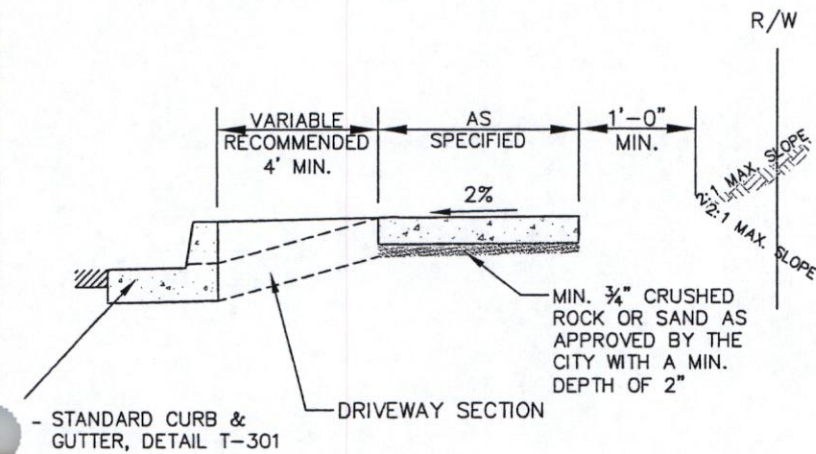 R/W
VARIABLE
RECOMMENDED
4' MIN.
AS
SPECIFIED
1'-0"
MIN.
2:1 MAX. SLOPE
2:1 MAX. SLOPE
2%
MIN. ¾" CRUSHED
ROCK OR SAND AS
APPROVED BY THE
CITY WITH A MIN.
DEPTH OF 2"
DRIVEWAY SECTION
- STANDARD CURB &
GUTTER, DETAIL T-301